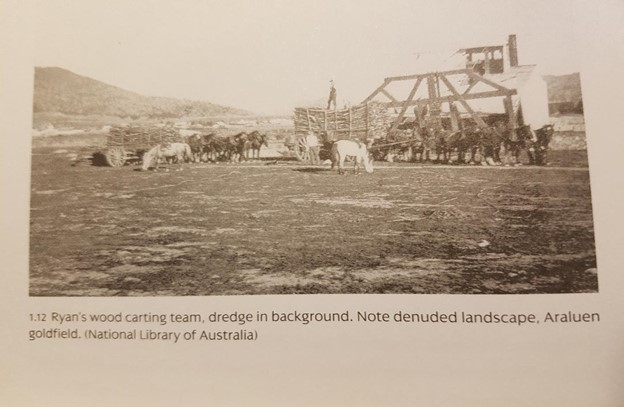 1.12 Ryan's wood carting team, dredge in background. Note denuded landscape, Araluen
goldfield. (National Library of Australia)